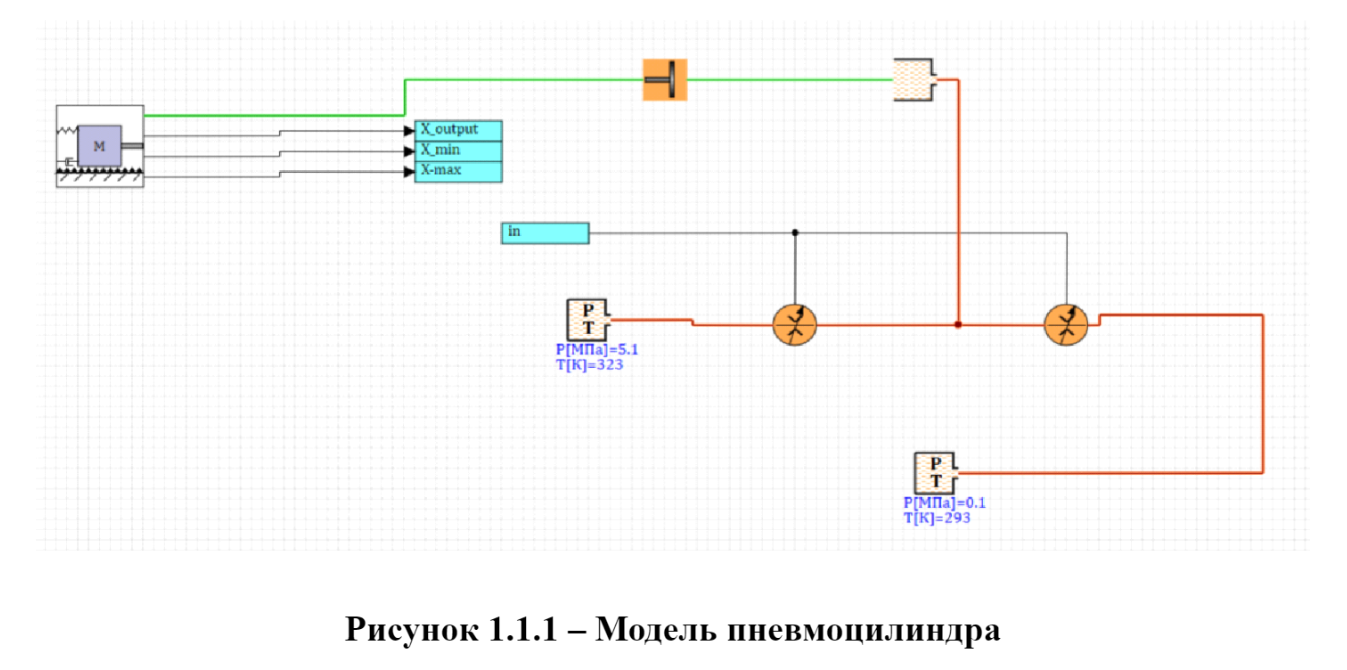 M
X_output
X_min
X-max
in
P
T
P[МПа]=5.1
T[К]=323
P
T
P[МПа]=0.1
T[К]=293
Рисунок 1.1.1 – Модель пневмоцилиндра